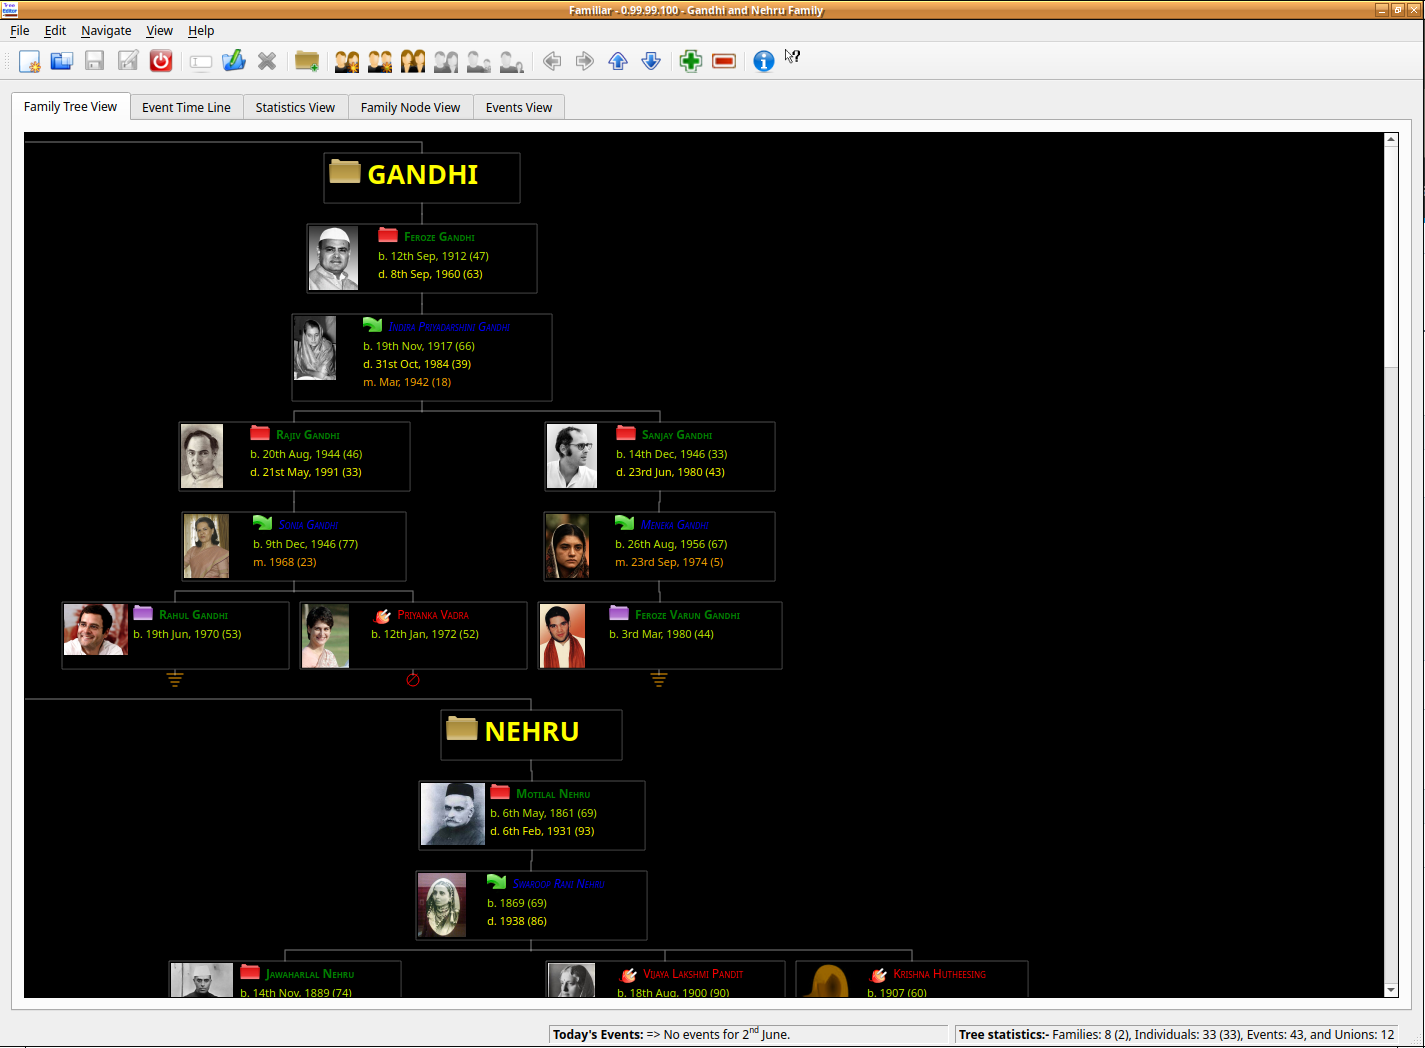 Tree
Editor
Familiar - 0.99.99.100 - Gandhi and Nehru Family
File Edit Navigate View Help
Family Tree View Event Time Line Statistics View Family Node View Events View
GANDHI
Feroze Gandhi
b. 12th Sep, 1912 (47)
d. 8th Sep, 1960 (63)
Indira Priyadarshini Gandhi
b. 19th Nov, 1917 (66)
d. 31st Oct, 1984 (39)
m. Mar, 1942 (18)
Rajiv Gandhi
b. 20th Aug, 1944 (46)
d. 21st May, 1991 (33)
Sanjay Gandhi
b. 14th Dec, 1946 (33)
d. 23rd Jun, 1980 (43)
Sonia Gandhi
b. 9th Dec, 1946 (77)
m. 1968 (23)
Meneka Gandhi
b. 26th Aug, 1956 (67)
m. 23rd Sep, 1974 (5)
Rahul Gandhi
b. 19th Jun, 1970 (53)
Priyanka Vadra
b. 12th Jan, 1972 (52)
Feroze Varun Gandhi
b. 3rd Mar, 1980 (44)
NEHRU
Motilal Nehru
b. 6th May, 1861 (69)
d. 6th Feb, 1931 (93)
Swaroop Rani Nehru
b. 1869 (69)
d. 1938 (86)
Jawaharlal Nehru
b. 14th Nov, 1889 (74)
Vijaya Lakshmi Pandit
b. 18th Aug, 1900 (90)
Krishna Hutheesing
b. 1907 (60)
Today's Events: => No events for 2nd June.
Tree statistics:- Families: 8 (2), Individuals: 33 (33), Events: 43, and Unions: 12